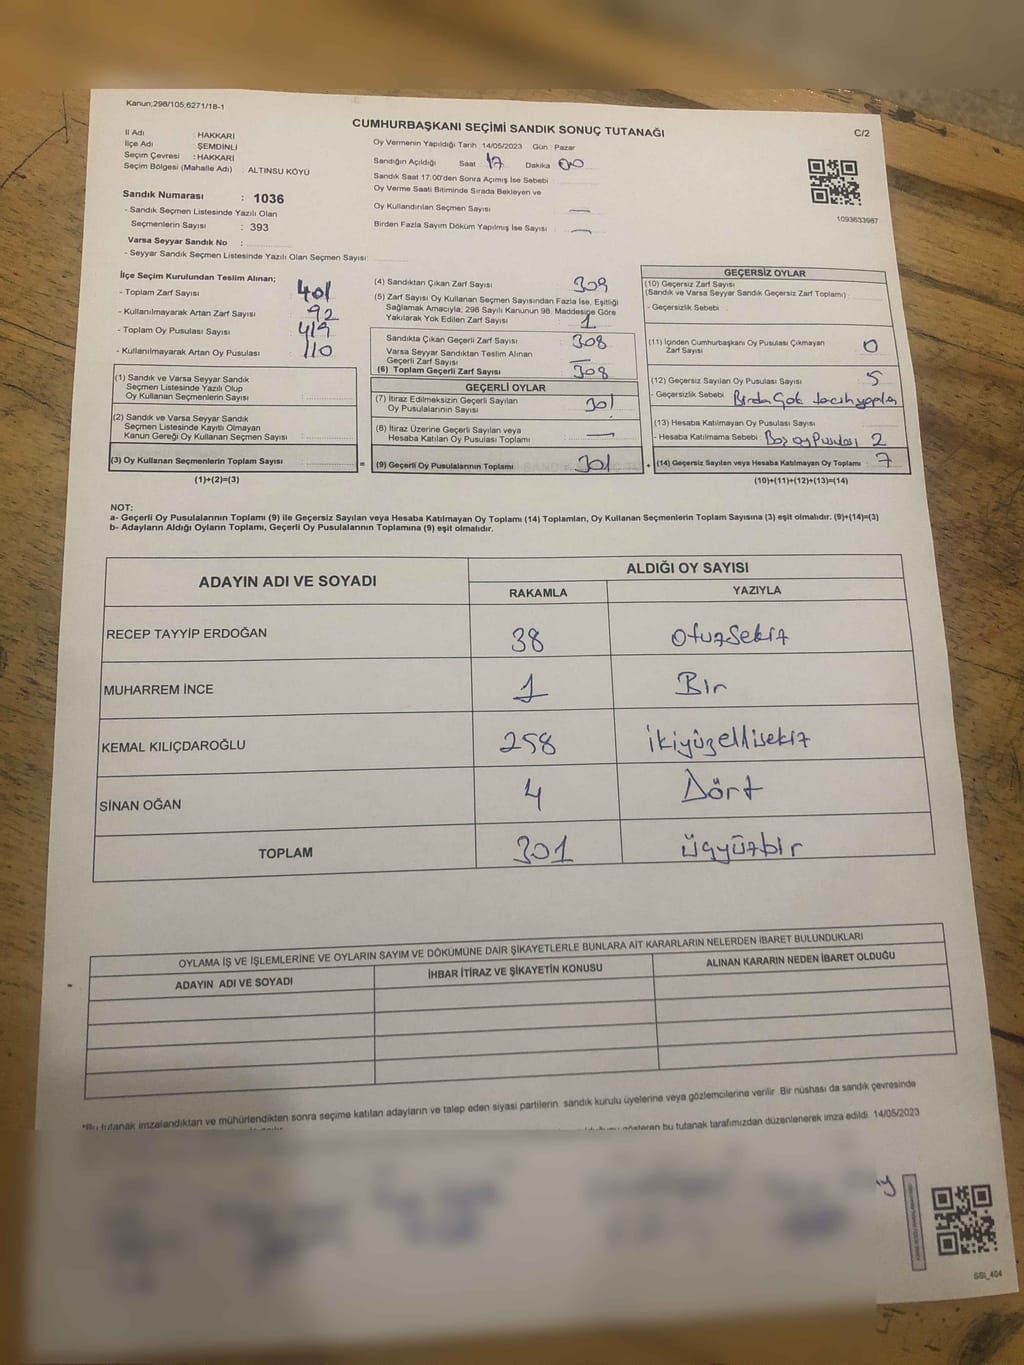 Kanun;298/105;6271/18-1
CUMHURBAŞKANI SEÇİMİ SANDIK SONUÇ TUTANAĞI
C/2
İl Adı : HAKKARİ
İlçe Adı : ŞEMDİNLİ
Seçim Çevresi : HAKKARİ
Seçim Bölgesi (Mahalle Adı) : ALTINSU KÖYÜ
Sandık Numarası : 1036
- Sandık Seçmen Listesinde Yazılı Olan
Seçmenlerin Sayısı : 393
Varsa Seyyar Sandık No :
- Seyyar Sandık Seçmen Listesinde Yazılı Olan Seçmen Sayısı:
Oy Vermenin Yapıldığı Tarih : 14/05/2023 Gün : Pazar
Sandığın Açıldığı Saat 17 Dakika 00
Sandık Saat 17:00'den Sonra Açımış İse Sebebi
Oy Verme Saati Bitiminde Sırada Bekleyen ve
Oy Kullandırılan Seçmen Sayısı —
Birden Fazla Sayım Döküm Yapılmış İse Sayısı —
1093633987
İlçe Seçim Kurulundan Teslim Alınan;
- Toplam Zarf Sayısı 401
- Kullanılmayarak Artan Zarf Sayısı 92
- Toplam Oy Pusulası Sayısı 419
- Kullanılmayarak Artan Oy Pusulası 110
(1) Sandık ve Varsa Seyyar Sandık
Seçmen Listesinde Yazılı Olup
Oy Kullanan Seçmenlerin Sayısı :
(2) Sandık ve Varsa Seyyar Sandık
Seçmen Listesinde Kayıtlı Olmayan
Kanun Gereği Oy Kullanan Seçmen Sayısı :
(3) Oy Kullanan Seçmenlerin Toplam Sayısı =
(1)+(2)=(3)
(4) Sandıktan Çıkan Zarf Sayısı 309
(5) Zarf Sayısı Oy Kullanan Seçmen Sayısından Fazla İse, Eşitliği
Sağlamak Amacıyla; 298 Sayılı Kanunun 98. Maddesine Göre
Yakılarak Yok Edilen Zarf Sayısı 1
Sandıkta Çıkan Geçerli Zarf Sayısı 308
Varsa Seyyar Sandıktan Teslim Alınan
Geçerli Zarf Sayısı —
(6) Toplam Geçerli Zarf Sayısı 308
GEÇERLİ OYLAR
(7) İtiraz Edilmeksizin Geçerli Sayılan
Oy Pusulalarının Sayısı 301
(8) İtiraz Üzerine Geçerli Sayılan veya
Hesaba Katılan Oy Pusulası Toplamı —
(9) Geçerli Oy Pusulalarının Toplamı 301 +
GEÇERSİZ OYLAR
(10) Geçersiz Zarf Sayısı
(Sandık ve Varsa Seyyar Sandık Geçersiz Zarf Toplamı)
- Geçersizlik Sebebi :
(11) İçinden Cumhurbaşkanı Oy Pusulası Çıkmayan
Zarf Sayısı 0
(12) Geçersiz Sayılan Oy Pusulası Sayısı 5
- Geçersizlik Sebebi :
(13) Hesaba Katılmayan Oy Pusulası Sayısı
- Hesaba Katılmama Sebebi : Boş oy Pusulası 2
(14) Geçersiz Sayılan veya Hesaba Katılmayan Oy Toplamı 7
(10)+(11)+(12)+(13)=(14)
NOT:
a- Geçerli Oy Pusulalarının Toplamı (9) ile Geçersiz Sayılan veya Hesaba Katılmayan Oy Toplamı (14) Toplamları, Oy Kullanan Seçmenlerin Toplam Sayısına (3) eşit olmalıdır. (9)+(14)=(3)
b- Adayların Aldığı Oyların Toplamı, Geçerli Oy Pusulalarının Toplamına (9) eşit olmalıdır.
ADAYIN ADI VE SOYADI
ALDIĞI OY SAYISI
RAKAMLA YAZIYLA
RECEP TAYYİP ERDOĞAN 38 Otuzsekiz
MUHARREM İNCE 1 Bir
KEMAL KILIÇDAROĞLU 258 ikiyüzellisekiz
SİNAN OĞAN 4 Dört
TOPLAM 301 üçyüzbir
OYLAMA İŞ VE İŞLEMLERİNE VE OYLARIN SAYIM VE DÖKÜMÜNE DAİR ŞİKAYETLERLE BUNLARA AİT KARARLARIN NELERDEN İBARET BULUNDUKLARI
ADAYIN ADI VE SOYADI İHBAR İTİRAZ VE ŞİKAYETİN KONUSU ALINAN KARARIN NEDEN İBARET OLDUĞU
*Bu tutanak imzalandıktan ve mühürlendikten sonra seçime katılan adayların ve talep eden siyasi partilerin sandık kurulu üyelerine veya gözlemcilerine verilir. Bir nüshası da sandık çevresinde
gösteren bu tutanak tarafımızdan düzenlenerek imza edildi. 14/05/2023
SSI_404